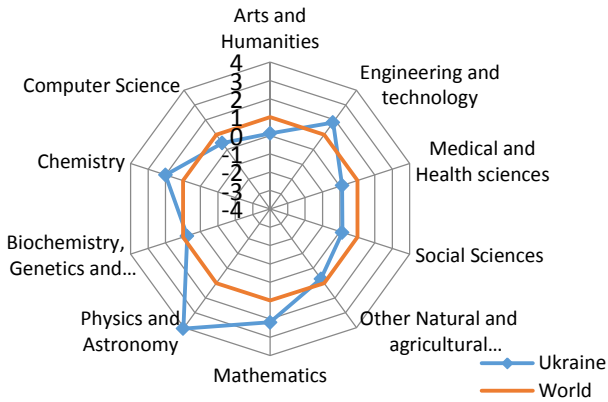 Arts and
Humanities
Engineering and
technology
Medical and
Health sciences
Social Sciences
Other Natural and
agricultural...
Mathematics
Physics and
Astronomy
Biochemistry,
Genetics and...
Chemistry
Computer Science
4
3
2
1
0
-1
-2
-3
-4
Ukraine
World